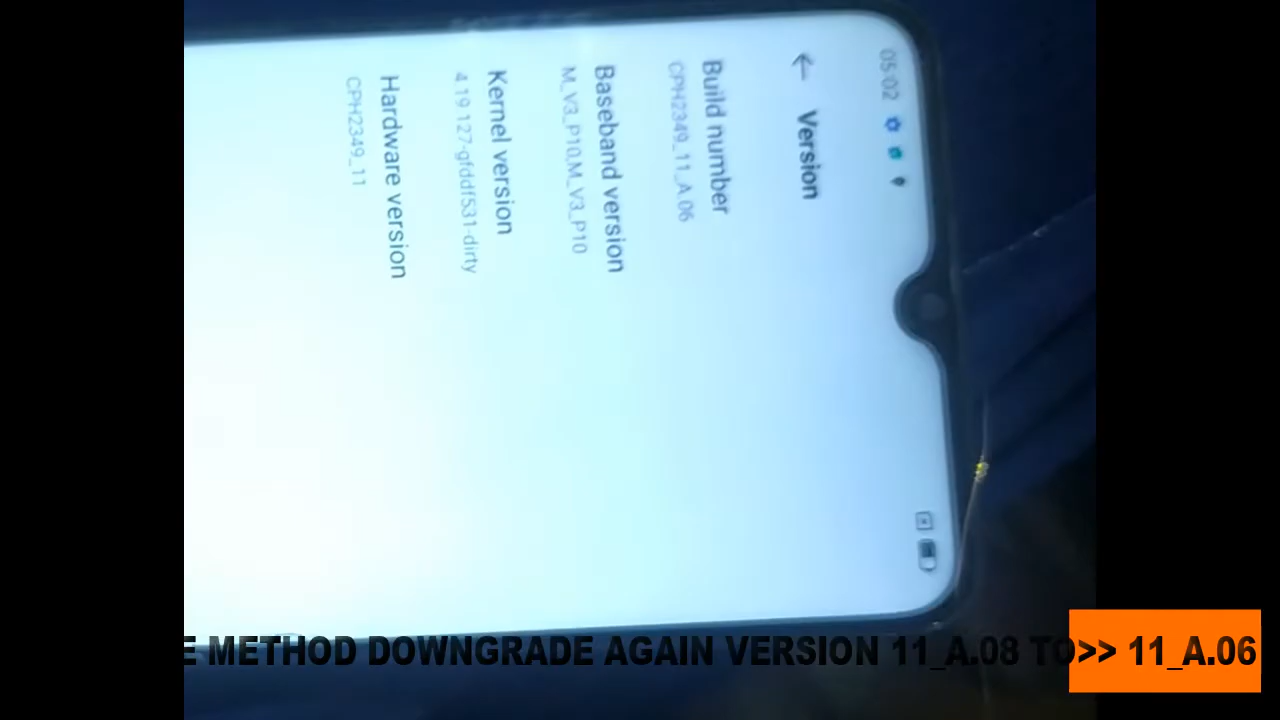 05:02
Version
Build number
CPH2349_11_A.06
Baseband version
M_V3_P10,M_V3_P10
Kernel version
4.19.127-gfddf531-dirty
Hardware version
CPH2349_11
E METHOD DOWNGRADE AGAIN VERSION 11_A.08 TO>> 11_A.06